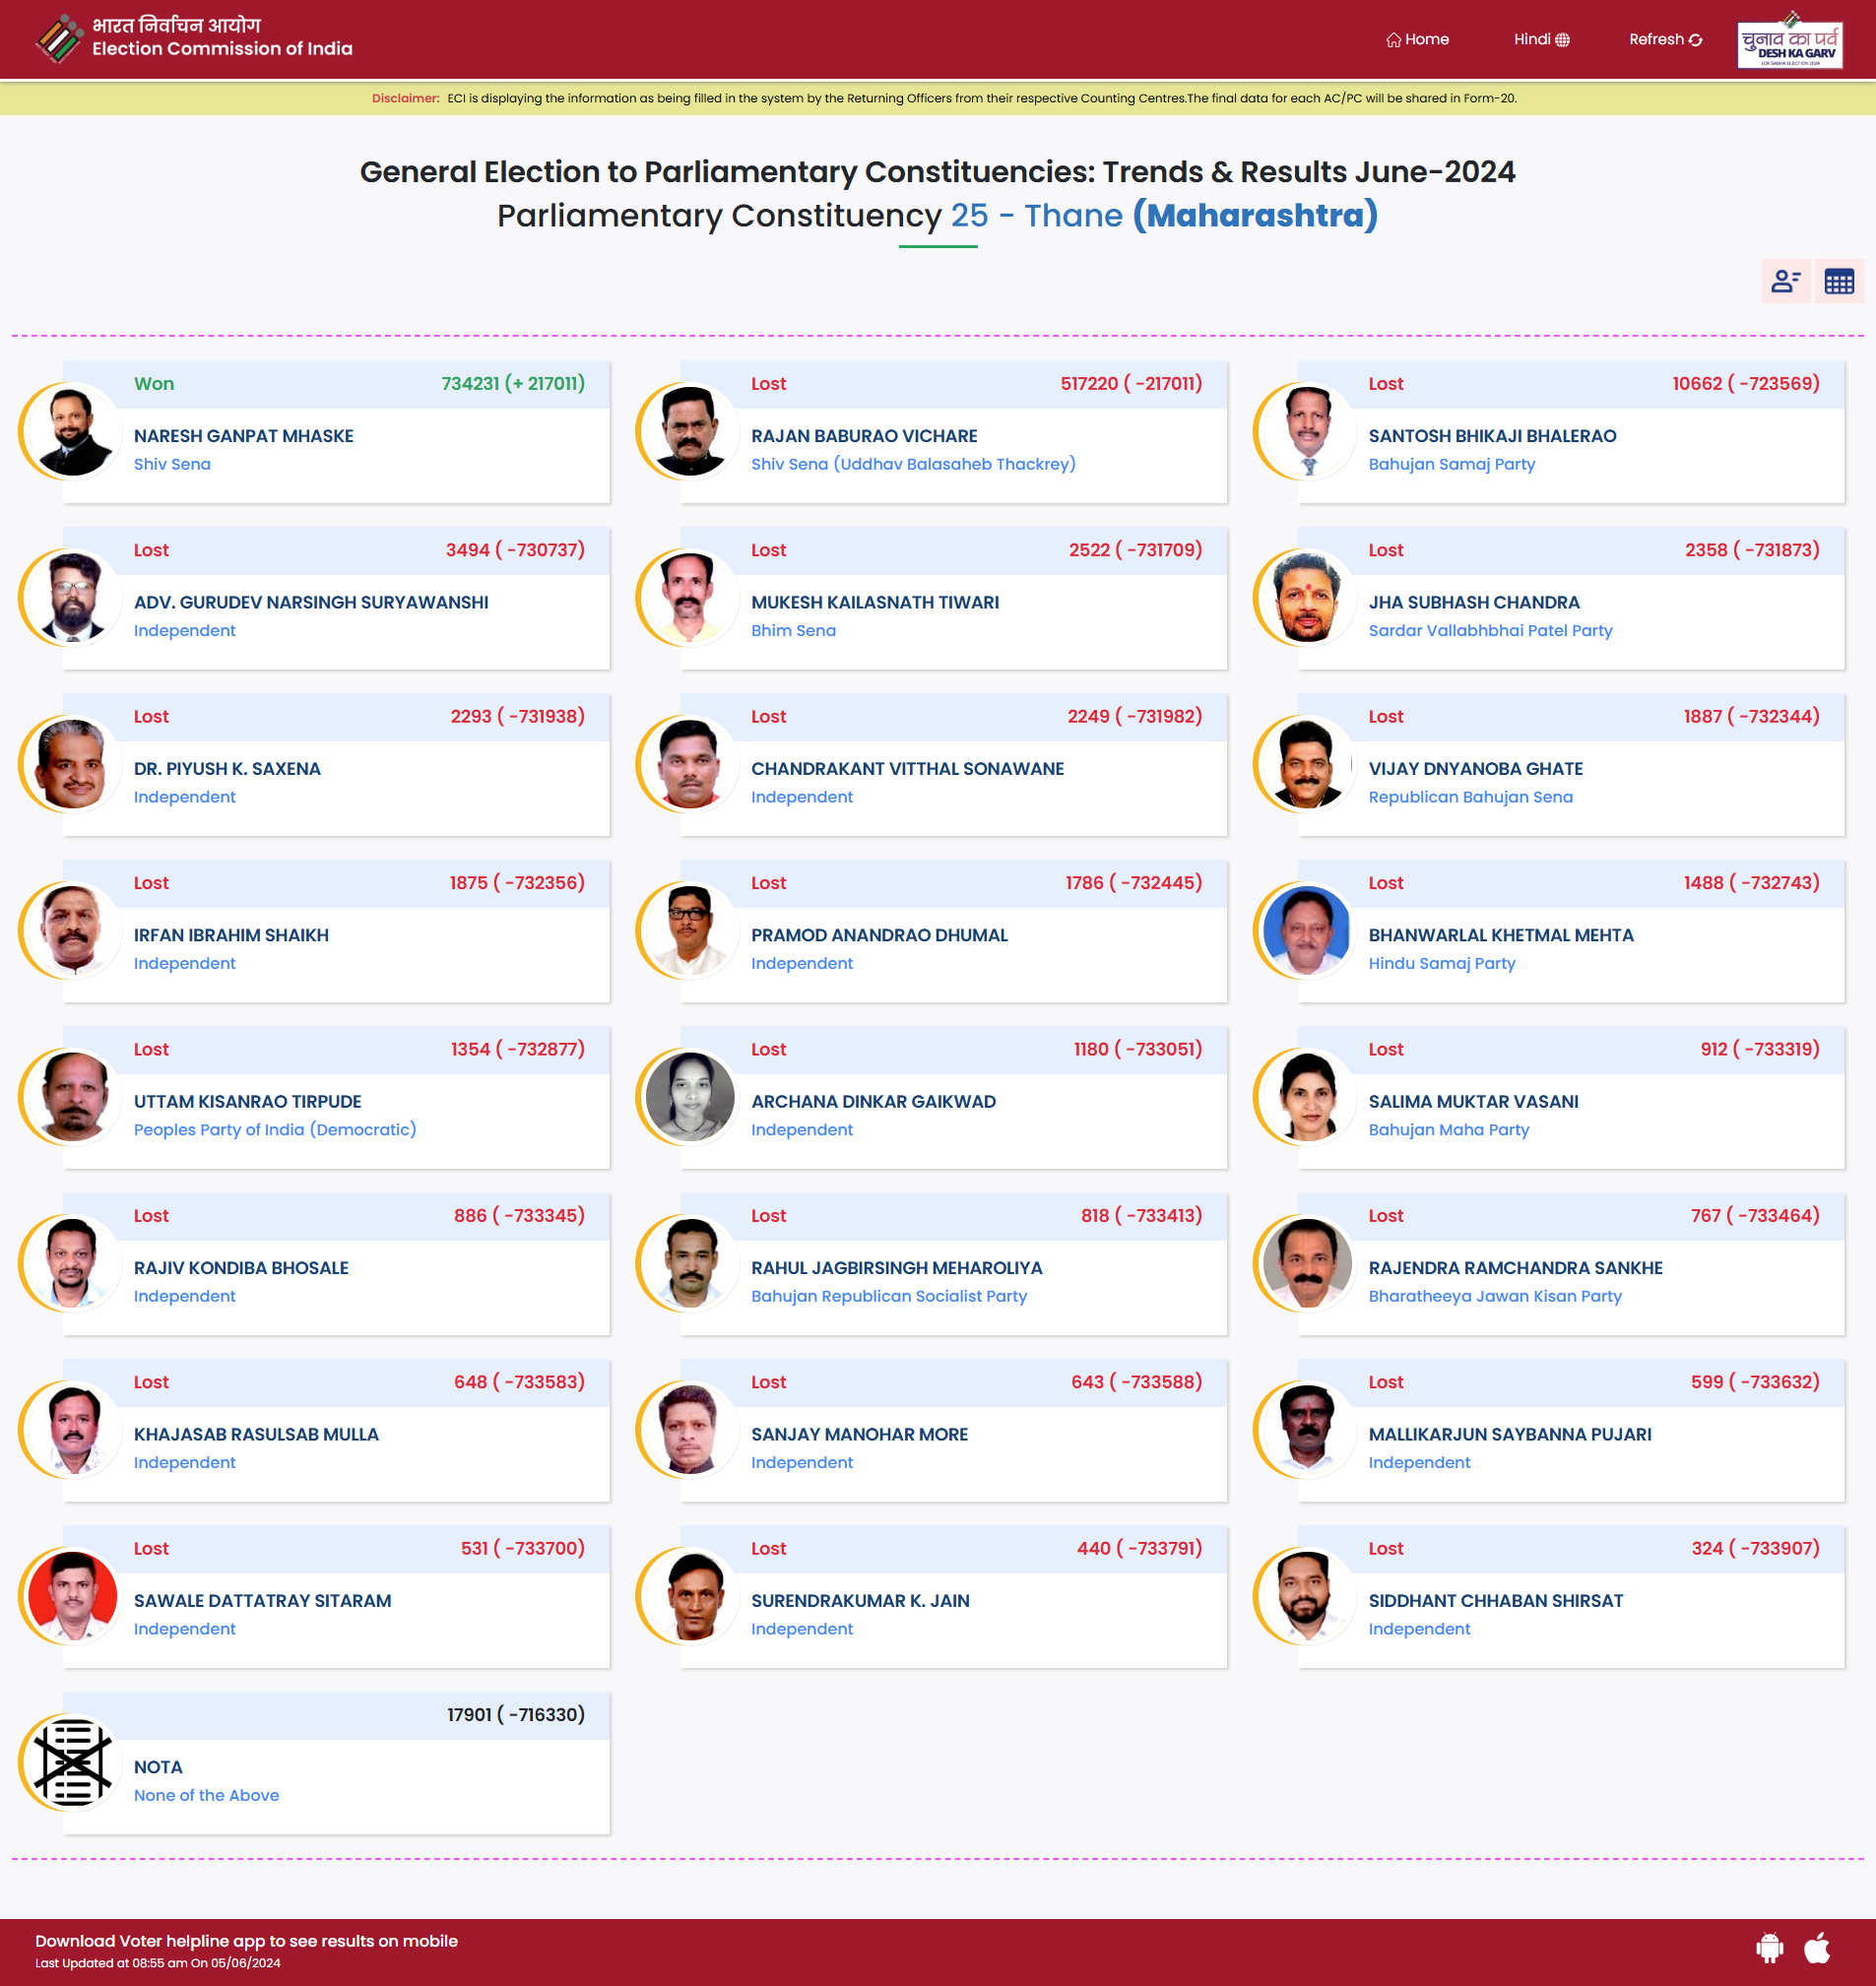 भारत निर्वाचन आयोग
Election Commission of India
Home
Hindi
Refresh
चुनाव का पर्व
DESH KA GARV
LOK SABHA ELECTION 2024
Disclaimer: ECI is displaying the information as being filled in the system by the Returning Officers from their respective Counting Centres.The final data for each AC/PC will be shared in Form-20.
General Election to Parliamentary Constituencies: Trends & Results June-2024
Parliamentary Constituency 25 - Thane (Maharashtra)
Won 734231 (+ 217011)
NARESH GANPAT MHASKE
Shiv Sena
Lost 517220 ( -217011)
RAJAN BABURAO VICHARE
Shiv Sena (Uddhav Balasaheb Thackrey)
Lost 10662 ( -723569)
SANTOSH BHIKAJI BHALERAO
Bahujan Samaj Party
Lost 3494 ( -730737)
ADV. GURUDEV NARSINGH SURYAWANSHI
Independent
Lost 2522 ( -731709)
MUKESH KAILASNATH TIWARI
Bhim Sena
Lost 2358 ( -731873)
JHA SUBHASH CHANDRA
Sardar Vallabhbhai Patel Party
Lost 2293 ( -731938)
DR. PIYUSH K. SAXENA
Independent
Lost 2249 ( -731982)
CHANDRAKANT VITTHAL SONAWANE
Independent
Lost 1887 ( -732344)
VIJAY DNYANOBA GHATE
Republican Bahujan Sena
Lost 1875 ( -732356)
IRFAN IBRAHIM SHAIKH
Independent
Lost 1786 ( -732445)
PRAMOD ANANDRAO DHUMAL
Independent
Lost 1488 ( -732743)
BHANWARLAL KHETMAL MEHTA
Hindu Samaj Party
Lost 1354 ( -732877)
UTTAM KISANRAO TIRPUDE
Peoples Party of India (Democratic)
Lost 1180 ( -733051)
ARCHANA DINKAR GAIKWAD
Independent
Lost 912 ( -733319)
SALIMA MUKTAR VASANI
Bahujan Maha Party
Lost 886 ( -733345)
RAJIV KONDIBA BHOSALE
Independent
Lost 818 ( -733413)
RAHUL JAGBIRSINGH MEHAROLIYA
Bahujan Republican Socialist Party
Lost 767 ( -733464)
RAJENDRA RAMCHANDRA SANKHE
Bharatheeya Jawan Kisan Party
Lost 648 ( -733583)
KHAJASAB RASULSAB MULLA
Independent
Lost 643 ( -733588)
SANJAY MANOHAR MORE
Independent
Lost 599 ( -733632)
MALLIKARJUN SAYBANNA PUJARI
Independent
Lost 531 ( -733700)
SAWALE DATTATRAY SITARAM
Independent
Lost 440 ( -733791)
SURENDRAKUMAR K. JAIN
Independent
Lost 324 ( -733907)
SIDDHANT CHHABAN SHIRSAT
Independent
17901 ( -716330)
NOTA
None of the Above
Download Voter helpline app to see results on mobile
Last Updated at 08:55 am On 05/06/2024